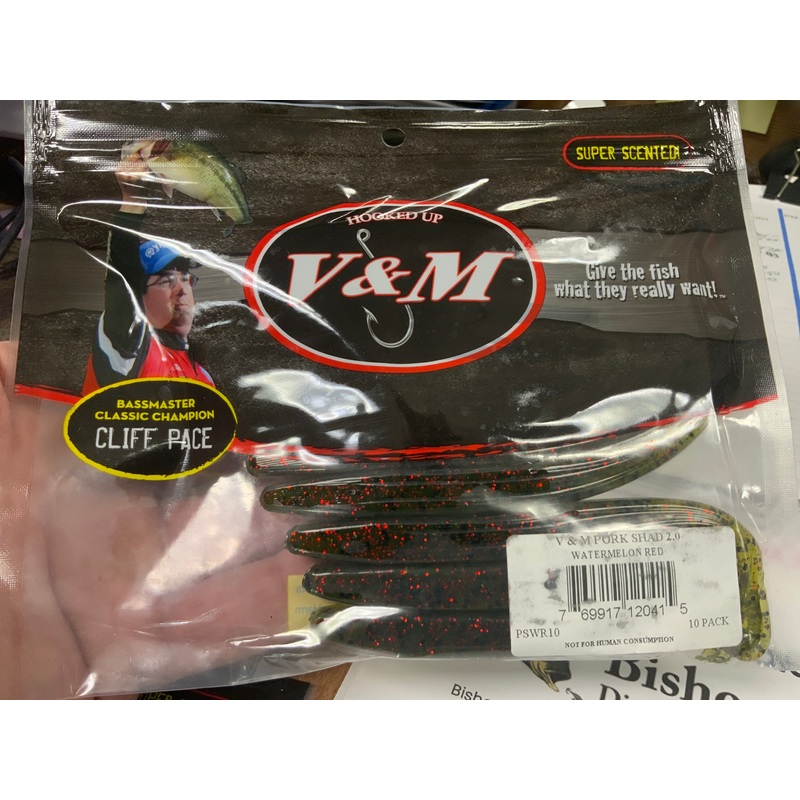 SUPER SCENTED!
HOOKED UP
V&M
Give the fish
what they really want!
BASSMASTER
CLASSIC CHAMPION
CLIFF PACE
V & M PORK SHAD 2.0
WATERMELON RED
7 69917 12041 5
PSWR10
10 PACK
NOT FOR HUMAN CONSUMPTION
Bisho